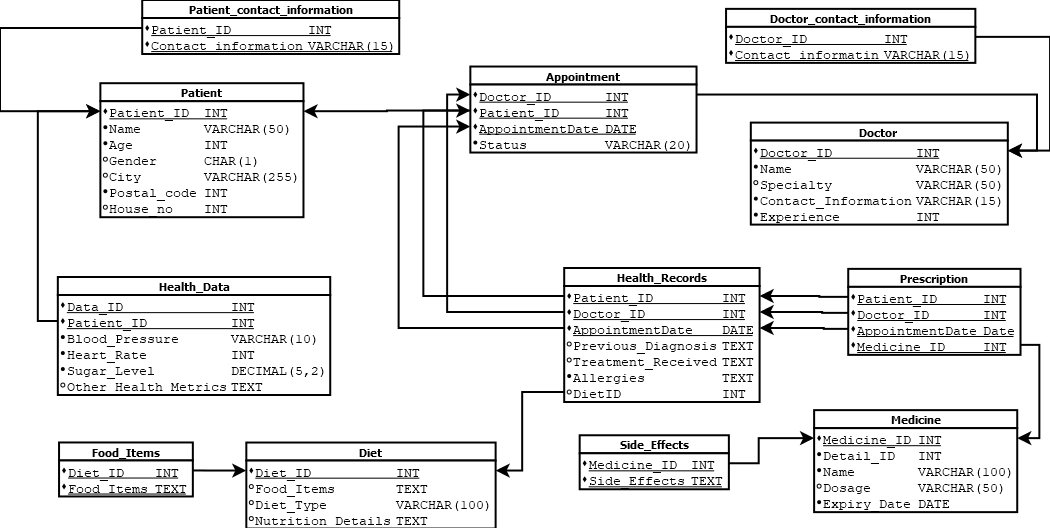 Patient_contact_information
Patient_ID INT
Contact_information VARCHAR(15)
Doctor_contact_information
Doctor_ID INT
Contact_informatin VARCHAR(15)
Patient
Patient_ID INT
Name VARCHAR(50)
Age INT
Gender CHAR(1)
City VARCHAR(255)
Postal_code INT
House_no INT
Appointment
Doctor_ID INT
Patient_ID INT
AppointmentDate DATE
Status VARCHAR(20)
Doctor
Doctor_ID INT
Name VARCHAR(50)
Specialty VARCHAR(50)
Contact_Information VARCHAR(15)
Experience INT
Health_Data
Data_ID INT
Patient_ID INT
Blood_Pressure VARCHAR(10)
Heart_Rate INT
Sugar_Level DECIMAL(5,2)
Other_Health_Metrics TEXT
Health_Records
Patient_ID INT
Doctor_ID INT
AppointmentDate DATE
Previous_Diagnosis TEXT
Treatment_Received TEXT
Allergies TEXT
DietID INT
Prescription
Patient_ID INT
Doctor_ID INT
AppointmentDate Date
Medicine_ID INT
Food_Items
Diet_ID INT
Food_Items TEXT
Diet
Diet_ID INT
Food_Items TEXT
Diet_Type VARCHAR(100)
Nutrition_Details TEXT
Side_Effects
Medicine_ID INT
Side_Effects TEXT
Medicine
Medicine_ID INT
Detail_ID INT
Name VARCHAR(100)
Dosage VARCHAR(50)
Expiry_Date DATE